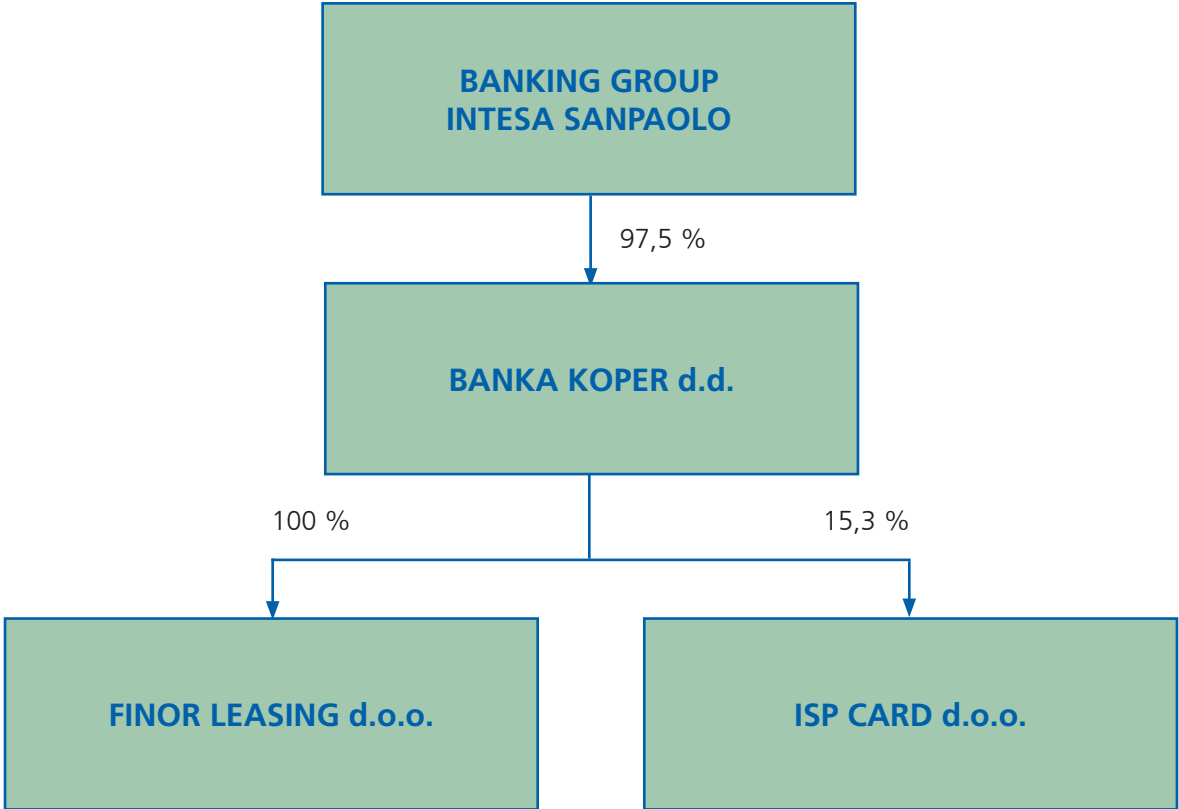 BANKING GROUP
INTESA SANPAOLO
97,5 %
BANKA KOPER d.d.
100 %
15,3 %
FINOR LEASING d.o.o.
ISP CARD d.o.o.